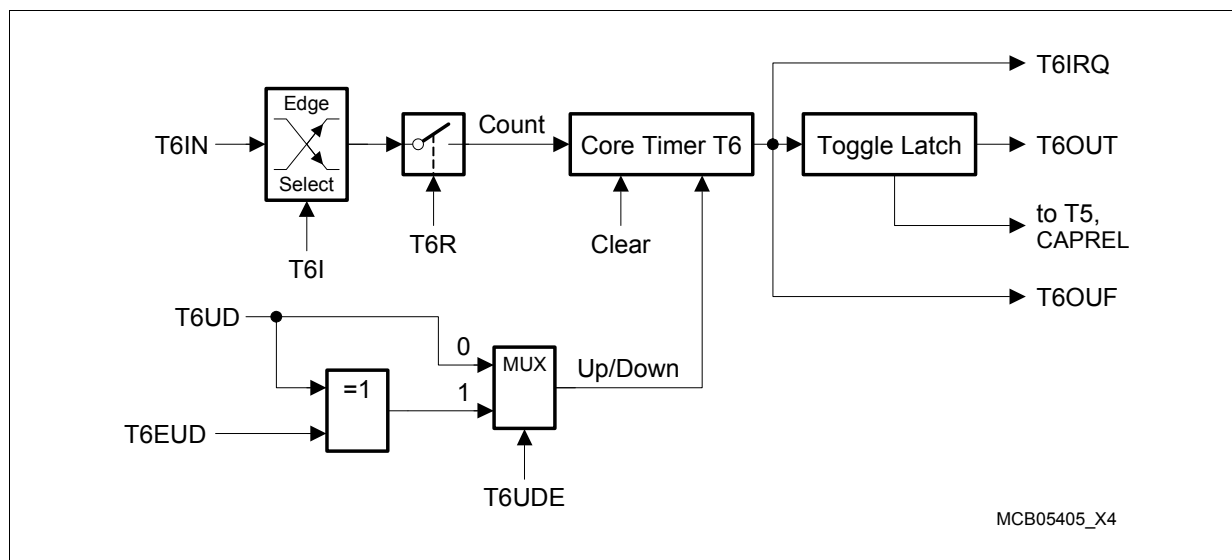 T6IN
Edge
Select
T6I
T6R
Count
Core Timer T6
Clear
Toggle Latch
T6IRQ
T6OUT
to T5,
CAPREL
T6OUF
T6UD
T6EUD
=1
0
1
MUX
Up/Down
T6UDE
MCB05405_X4